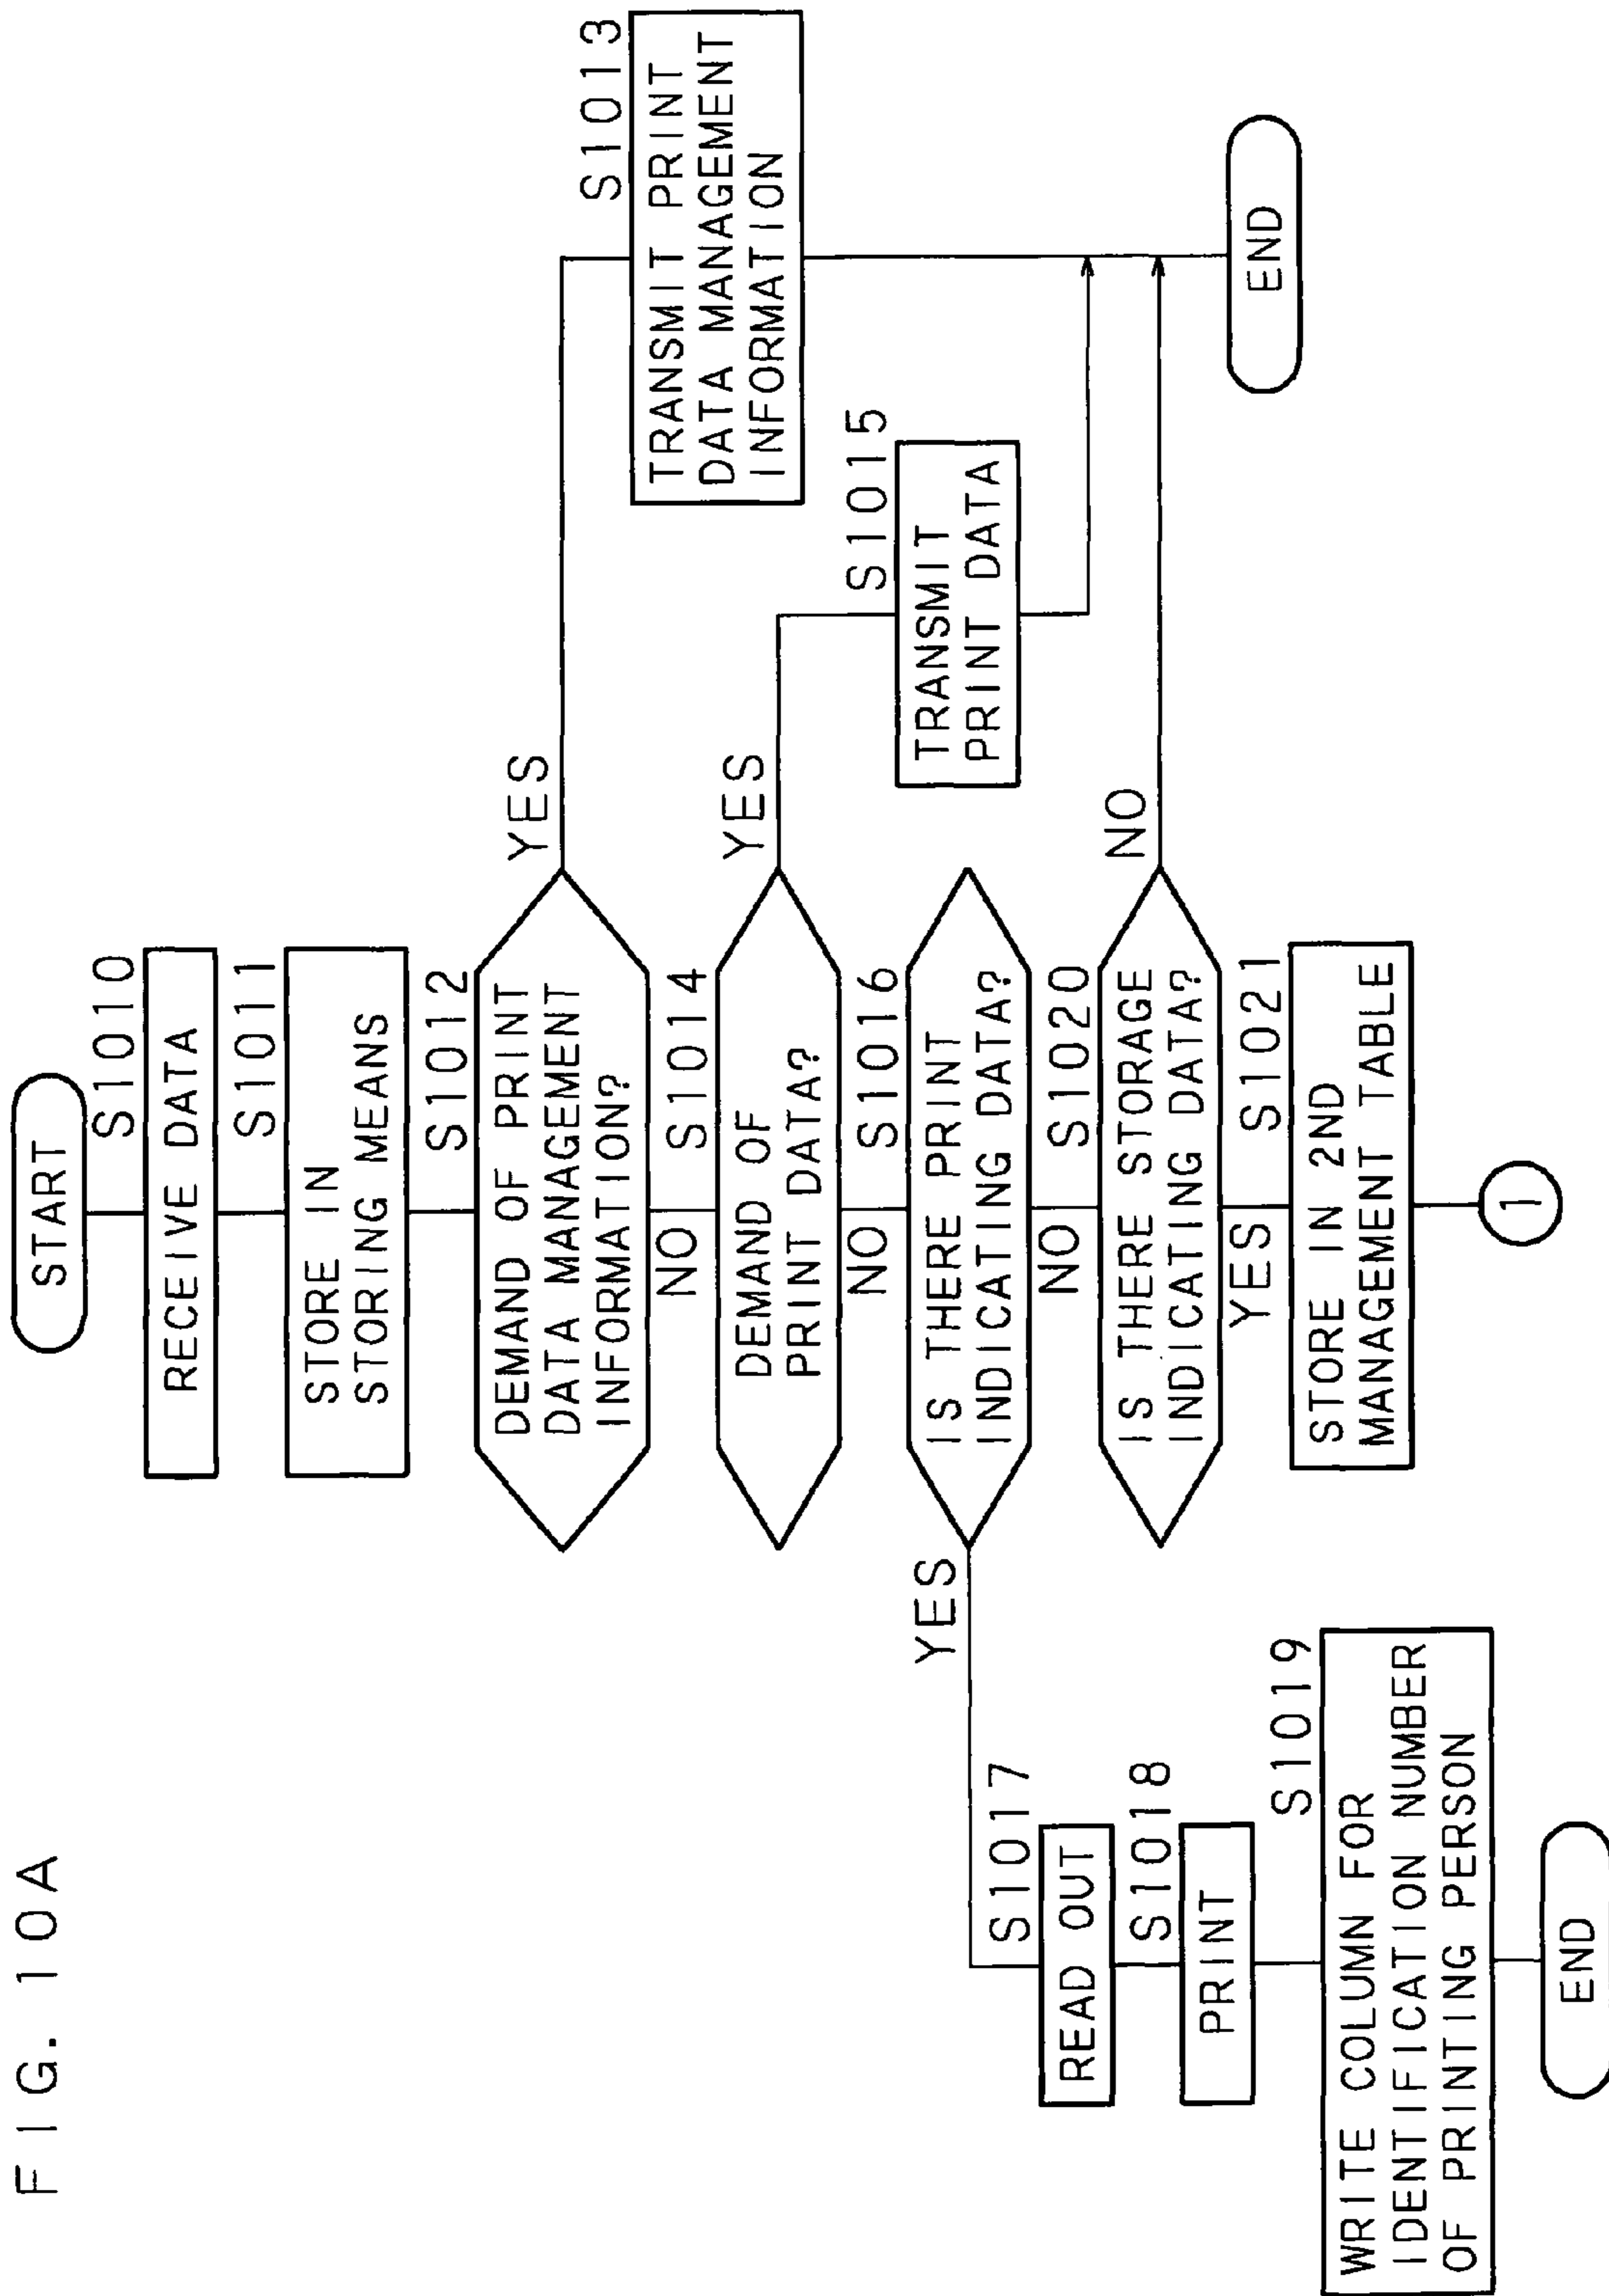 FIG. 10A
START
S1010
RECEIVE DATA
S1011
STORE IN
STORING MEANS
S1012
DEMAND OF PRINT
DATA MANAGEMENT
INFORMATION?
YES
S1013
TRANSMIT PRINT
DATA MANAGEMENT
INFORMATION
NO
S1014
DEMAND OF
PRINT DATA?
YES
S1015
TRANSMIT
PRINT DATA
NO
S1016
IS THERE PRINT
INDICATING DATA?
YES
S1017
READ OUT
S1018
PRINT
S1019
WRITE COLUMN FOR
IDENTIFICATION NUMBER
OF PRINTING PERSON
END
NO
S1020
IS THERE STORAGE
INDICATING DATA?
NO
END
YES
S1021
STORE IN 2ND
MANAGEMENT TABLE
1